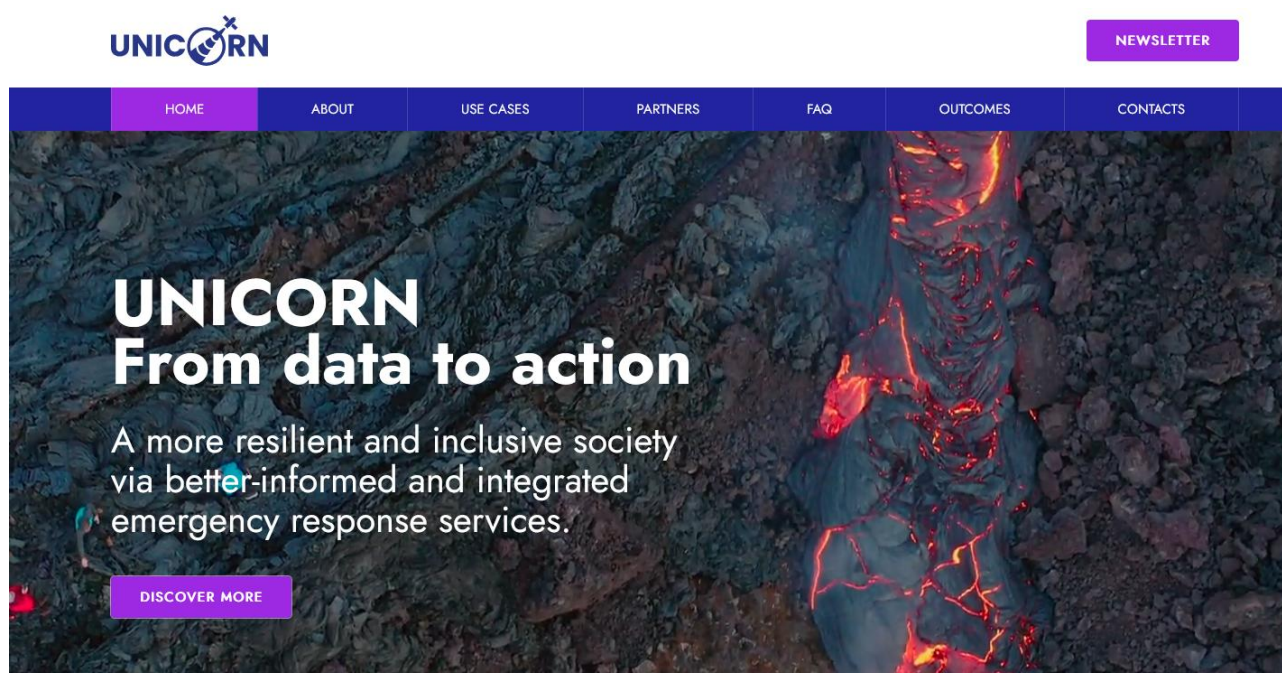 UNICORN
NEWSLETTER
HOME ABOUT USE CASES PARTNERS FAQ OUTCOMES CONTACTS
UNICORN
From data to action
A more resilient and inclusive society
via better-informed and integrated
emergency response services.
DISCOVER MORE